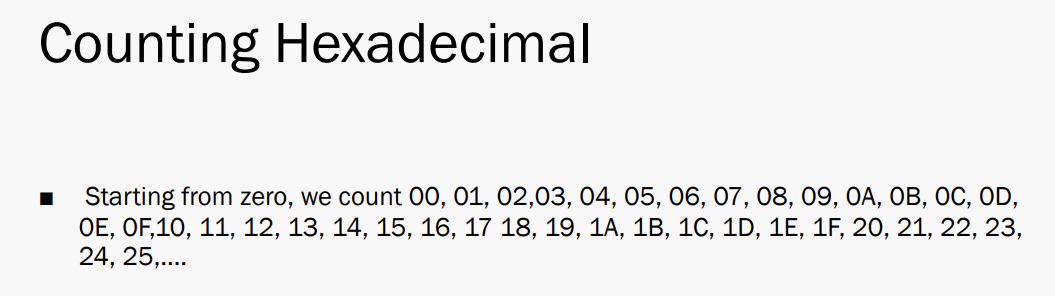 Counting Hexadecimal
■ Starting from zero, we count 00, 01, 02,03, 04, 05, 06, 07, 08, 09, 0A, 0B, 0C, 0D,
0E, 0F,10, 11, 12, 13, 14, 15, 16, 17 18, 19, 1A, 1B, 1C, 1D, 1E, 1F, 20, 21, 22, 23,
24, 25,....